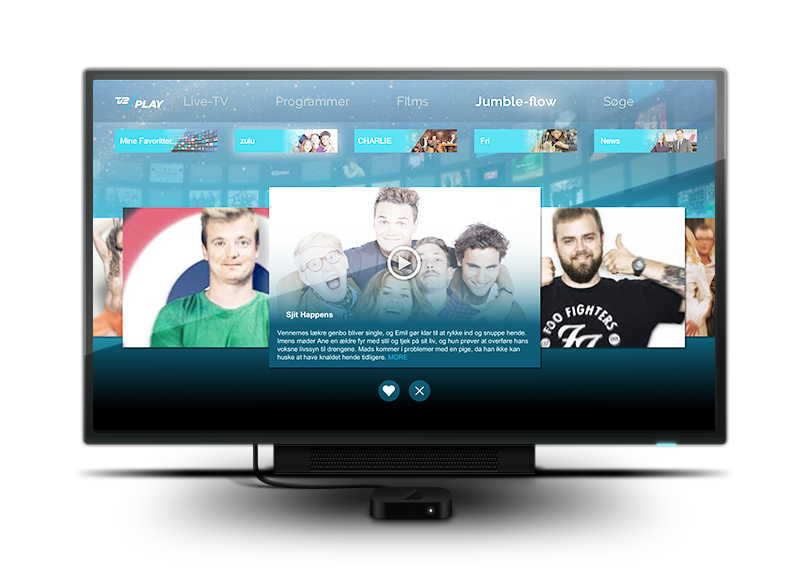 TV2 PLAY Live-TV Programmer Films Jumble-flow Søge
Mine Favoritter zulu CHARLIE Fri News
FOO FIGHTERS
FF
Sjit Happens
Vennernes lækre genbo bliver single, og Emil gør klar til at rykke ind og snuppe hende.
Imens møder Ane en ældre fyr med stil og tjek på sit liv, og hun prøver at overføre hans
voksne livssyn til drengene. Mads kommer i problemer med en pige, da han ikke kan
huske at have knaldet hende tidligere. MORE